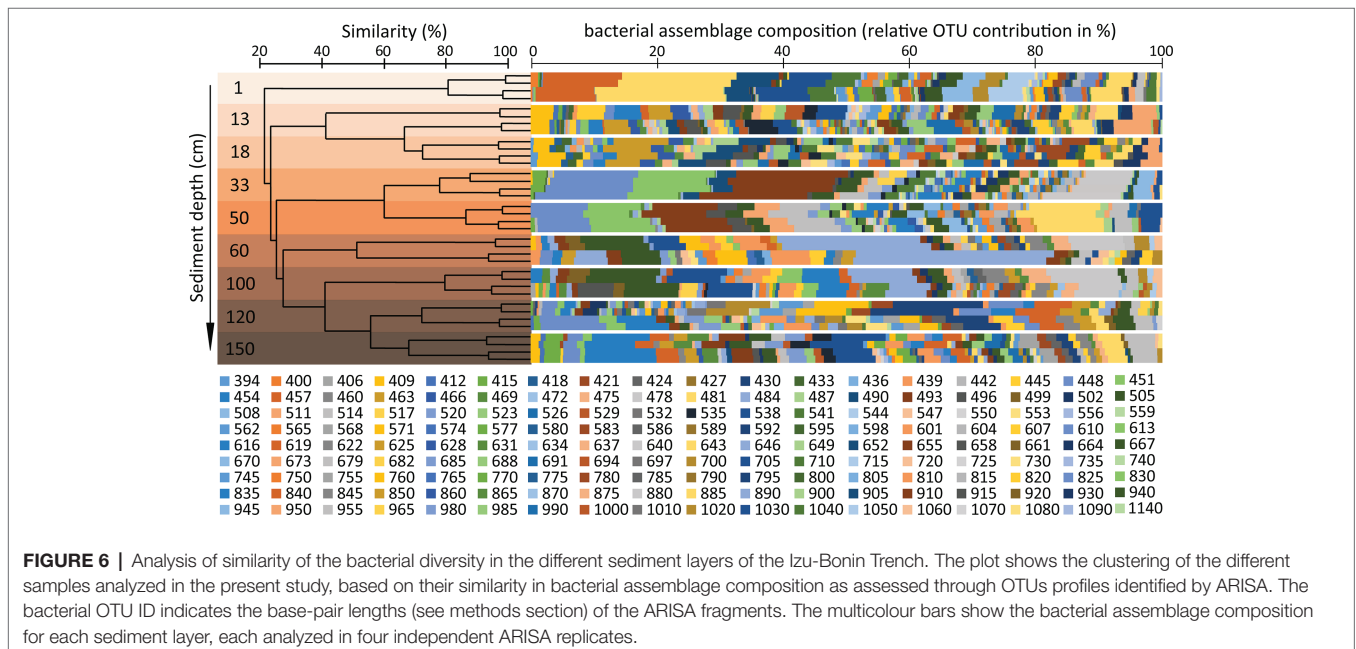 Similarity (%)
bacterial assemblage composition (relative OTU contribution in %)
20 40 60 80 100 0 20 40 60 80 100
Sediment depth (cm)
1
13
18
33
50
60
100
120
150
394 400 406 409 412 415 418 421 424 427 430 433 436 439 442 445 448 451
454 457 460 463 466 469 472 475 478 481 484 487 490 493 496 499 502 505
508 511 514 517 520 523 526 529 532 535 538 541 544 547 550 553 556 559
562 565 568 571 574 577 580 583 586 589 592 595 598 601 604 607 610 613
616 619 622 625 628 631 634 637 640 643 646 649 652 655 658 661 664 667
670 673 679 682 685 688 691 694 697 700 705 710 715 720 725 730 735 740
745 750 755 760 765 770 775 780 785 790 795 800 805 810 815 820 825 830
835 840 845 850 860 865 870 875 880 885 890 900 905 910 915 920 930 940
945 950 955 965 980 985 990 1000 1010 1020 1030 1040 1050 1060 1070 1080 1090 1140
FIGURE 6 | Analysis of similarity of the bacterial diversity in the different sediment layers of the Izu-Bonin Trench. The plot shows the clustering of the different
samples analyzed in the present study, based on their similarity in bacterial assemblage composition as assessed through OTUs profiles identified by ARISA. The
bacterial OTU ID indicates the base-pair lengths (see methods section) of the ARISA fragments. The multicolour bars show the bacterial assemblage composition
for each sediment layer, each analyzed in four independent ARISA replicates.